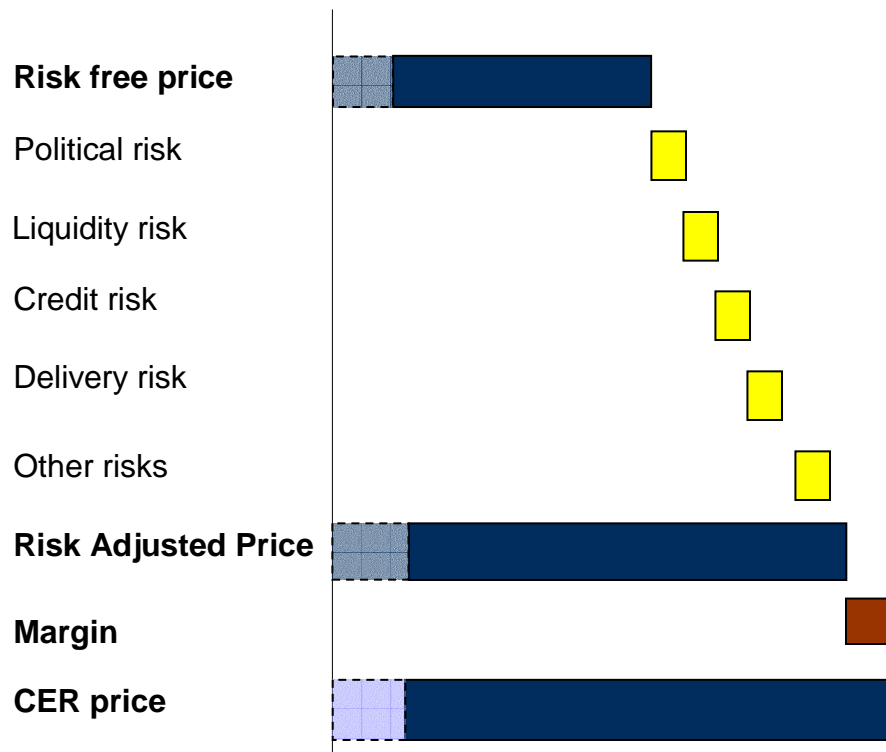 Risk free price
Political risk
Liquidity risk
Credit risk
Delivery risk
Other risks
Risk Adjusted Price
Margin
CER price